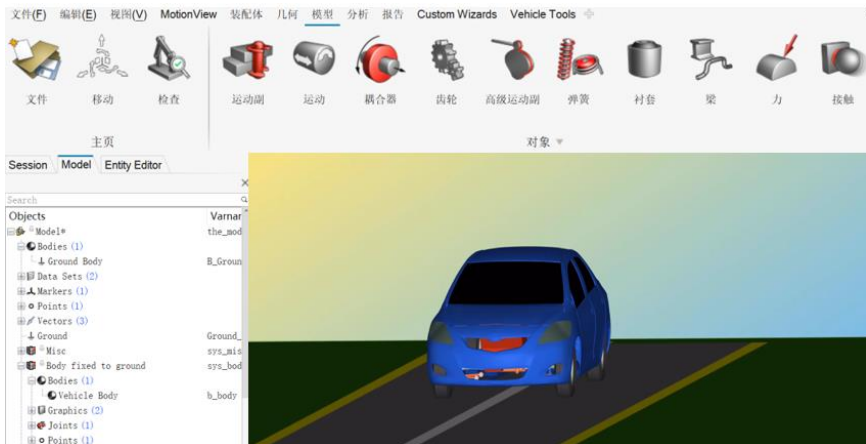 文件(F) 编辑(E) 视图(V) MotionView 装配体 几何 模型 分析 报告 Custom Wizards Vehicle Tools
文件 移动 检查 运动副 运动 耦合器 齿轮 高级运动副 弹簧 衬套 梁 力 接触
主页 对象
Session Model Entity Editor
Search
Objects Varnar
Model* the_mod
Bodies (1)
Ground Body B_Groun
Data Sets (2)
Markers (1)
Points (1)
Vectors (3)
Ground Ground_
Misc sys_mis
Body fixed to ground sys_bod
Bodies (1)
Vehicle Body b_body
Graphics (2)
Joints (1)
Points (1)